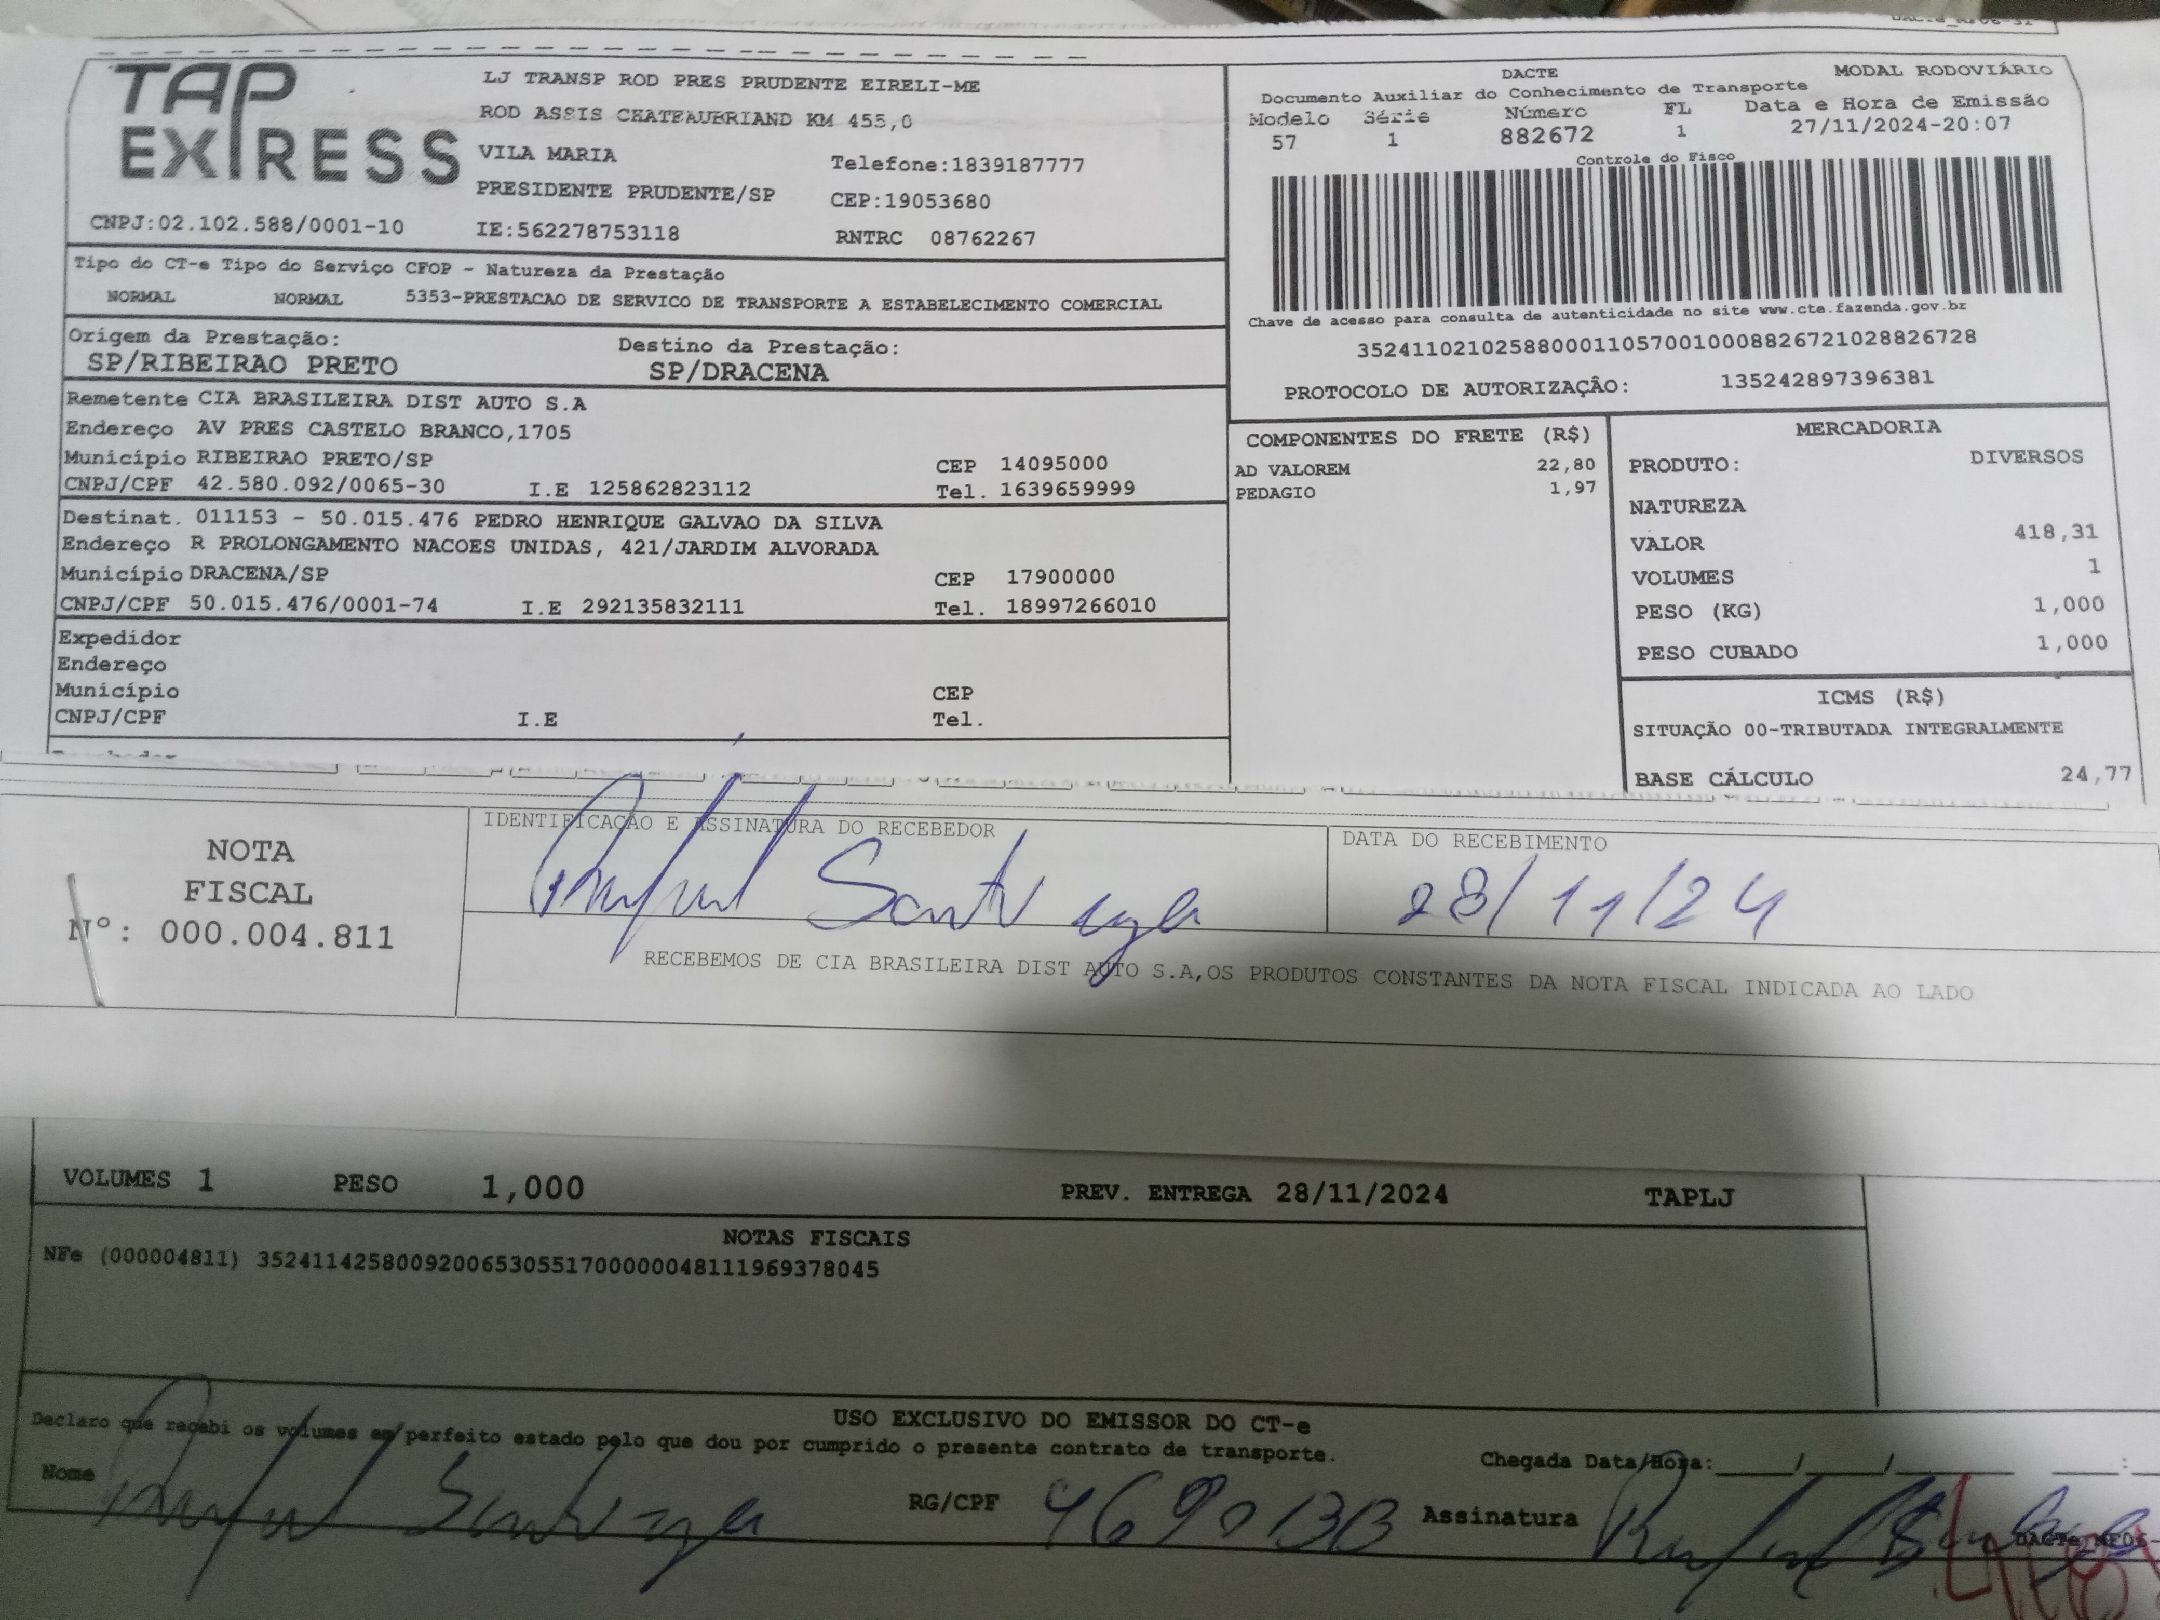 TAP EXPRESS
LJ TRANSP ROD PRES PRUDENTE EIRELI-ME
ROD ASSIS CHATEAUBRIAND KM 455,0
VILA MARIA Telefone:1839187777
PRESIDENTE PRUDENTE/SP CEP:19053680
CNPJ:02.102.588/0001-10 IE:562278753118 RNTRC 08762267
Tipo do CT-e Tipo do Serviço CFOP - Natureza da Prestação
NORMAL NORMAL 5353-PRESTACAO DE SERVICO DE TRANSPORTE A ESTABELECIMENTO COMERCIAL
Origem da Prestação: Destino da Prestação:
SP/RIBEIRAO PRETO SP/DRACENA
Remetente CIA BRASILEIRA DIST AUTO S.A
Endereço AV PRES CASTELO BRANCO,1705
Município RIBEIRAO PRETO/SP CEP 14095000
CNPJ/CPF 42.580.092/0065-30 I.E 125862823112 Tel. 1639659999
Destinat. 011153 - 50.015.476 PEDRO HENRIQUE GALVAO DA SILVA
Endereço R PROLONGAMENTO NACOES UNIDAS, 421/JARDIM ALVORADA
Município DRACENA/SP CEP 17900000
CNPJ/CPF 50.015.476/0001-74 I.E 292135832111 Tel. 18997266010
Expedidor
Endereço
Município CEP
CNPJ/CPF I.E Tel.
DACTE MODAL RODOVIÁRIO
Documento Auxiliar do Conhecimento de Transporte
Modelo Série Número FL Data e Hora de Emissão
57 1 882672 1 27/11/2024-20:07
Controle do Fisco
Chave de acesso para consulta de autenticidade no site www.cte.fazenda.gov.br
35241102102588000110570010008826721028826728
PROTOCOLO DE AUTORIZAÇÃO: 135242897396381
COMPONENTES DO FRETE (R$)
AD VALOREM 22,80
PEDAGIO 1,97
MERCADORIA
PRODUTO: DIVERSOS
NATUREZA
VALOR 418,31
VOLUMES 1
PESO (KG) 1,000
PESO CUBADO 1,000
ICMS (R$)
SITUAÇÃO 00-TRIBUTADA INTEGRALMENTE
BASE CÁLCULO 24,77
NOTA
FISCAL
Nº: 000.004.811
IDENTIFICAÇÃO E ASSINATURA DO RECEBEDOR
DATA DO RECEBIMENTO
28/11/24
RECEBEMOS DE CIA BRASILEIRA DIST AUTO S.A,OS PRODUTOS CONSTANTES DA NOTA FISCAL INDICADA AO LADO
VOLUMES 1 PESO 1,000 PREV. ENTREGA 28/11/2024 TAPLJ
NOTAS FISCAIS
NFe (000004811) 35241142580092006530551700000048111969378045
USO EXCLUSIVO DO EMISSOR DO CT-e
Declaro que recebi os volumes em perfeito estado pelo que dou por cumprido o presente contrato de transporte.
Chegada Data/Hora:
Nome RG/CPF Assinatura